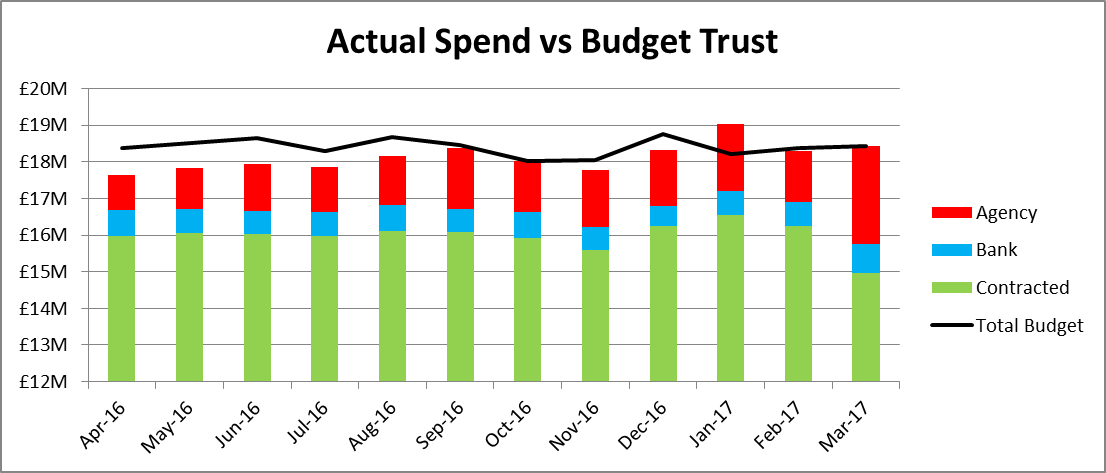 Actual Spend vs Budget Trust
£20M
£19M
£18M
£17M
£16M
£15M
£14M
£13M
£12M
Apr-16
May-16
Jun-16
Jul-16
Aug-16
Sep-16
Oct-16
Nov-16
Dec-16
Jan-17
Feb-17
Mar-17
Agency
Bank
Contracted
Total Budget